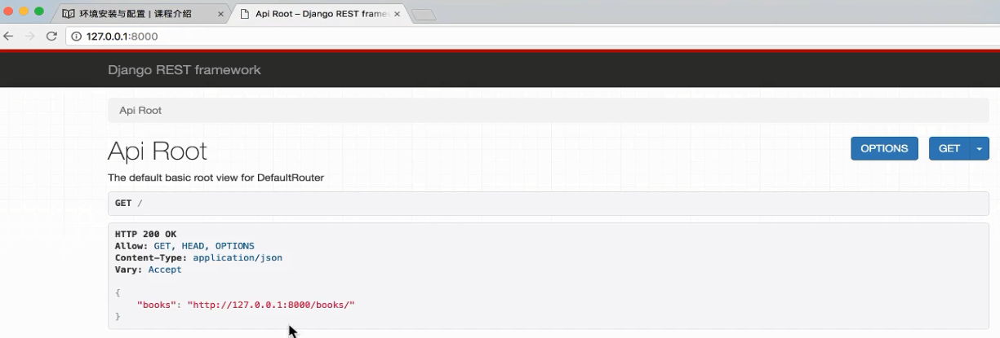 环境安装与配置 | 课程介绍
Api Root – Django REST frame
127.0.0.1:8000
Django REST framework
Api Root
Api Root
OPTIONS
GET
The default basic root view for DefaultRouter
GET /
HTTP 200 OK
Allow: GET, HEAD, OPTIONS
Content-Type: application/json
Vary: Accept
{
"books": "http://127.0.0.1:8000/books/"
}